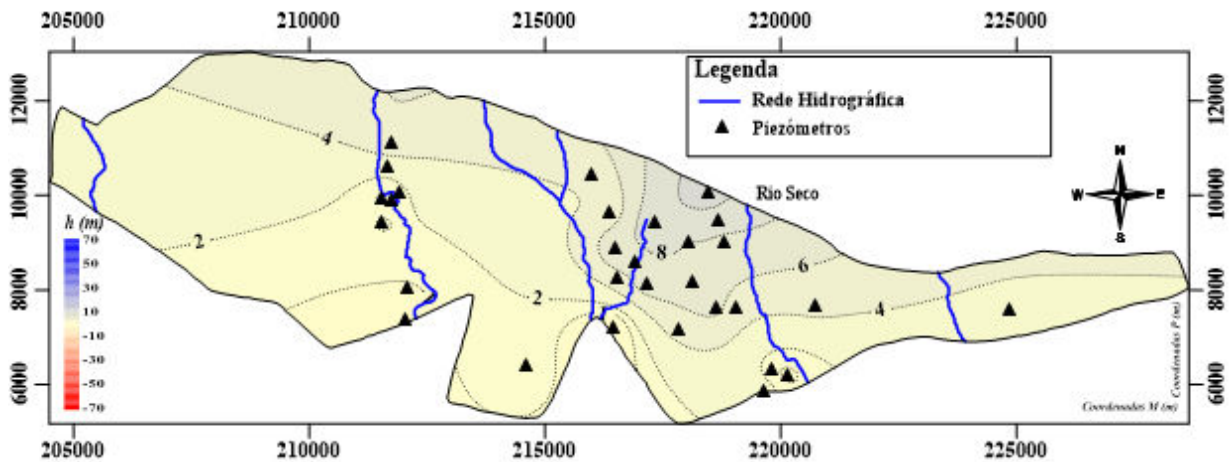 205000 210000 215000 220000 225000
Legenda
Rede Hidrográfica
Piezómetros
12000 12000
4
N
10000 Rio Seco W E 10000
S
h (m)
2 8 6
70
50
30
10
-10
-30
-50
-70
8000 2 4 8000
Coordenadas P (m)
6000 6000
Coordenadas M (m)
205000 210000 215000 220000 225000